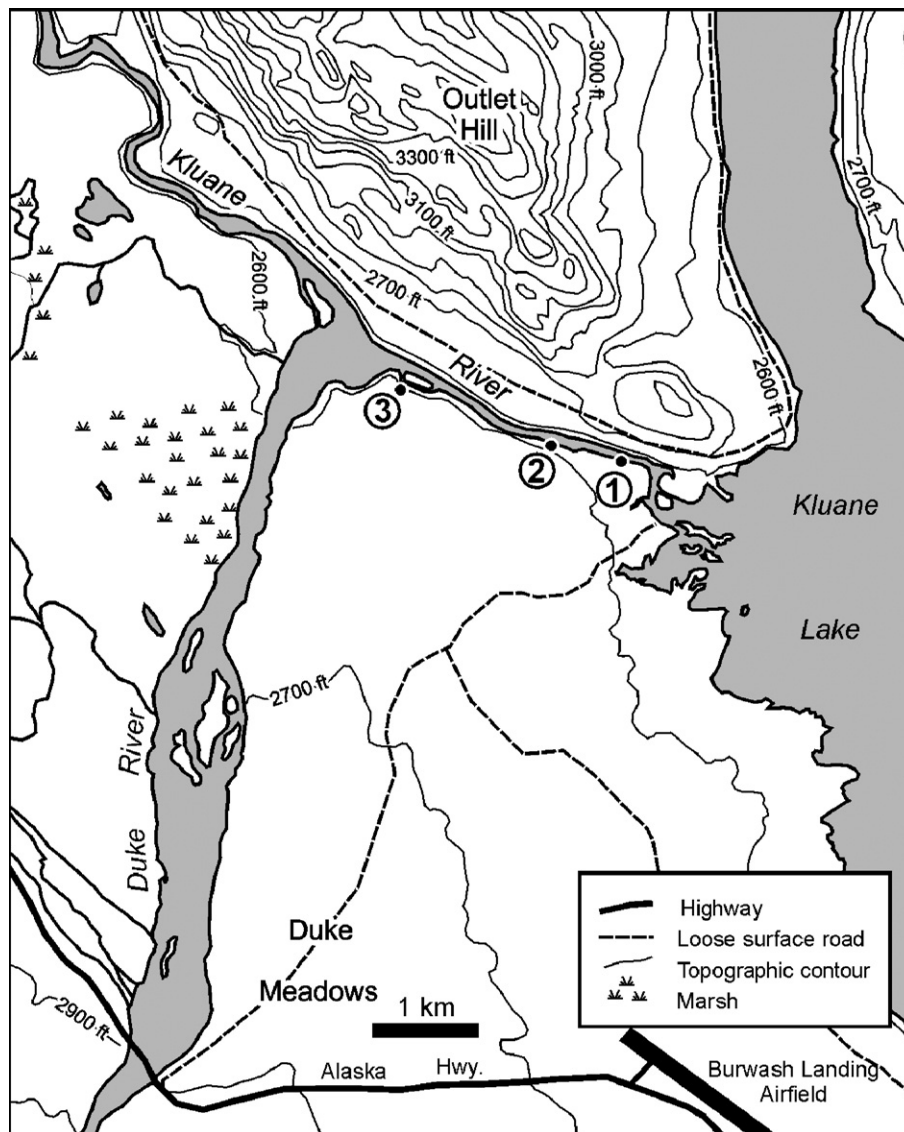 Outlet
Hill
3000 ft
2700 ft
3300 ft
Kluane
3100 ft
2600 ft
2700 ft
River
2600 ft
3
2
1
Kluane
Lake
2700 ft
River
Duke
Duke
Meadows
1 km
2900 ft
Alaska Hwy.
Highway
Loose surface road
Topographic contour
Marsh
Burwash Landing
Airfield